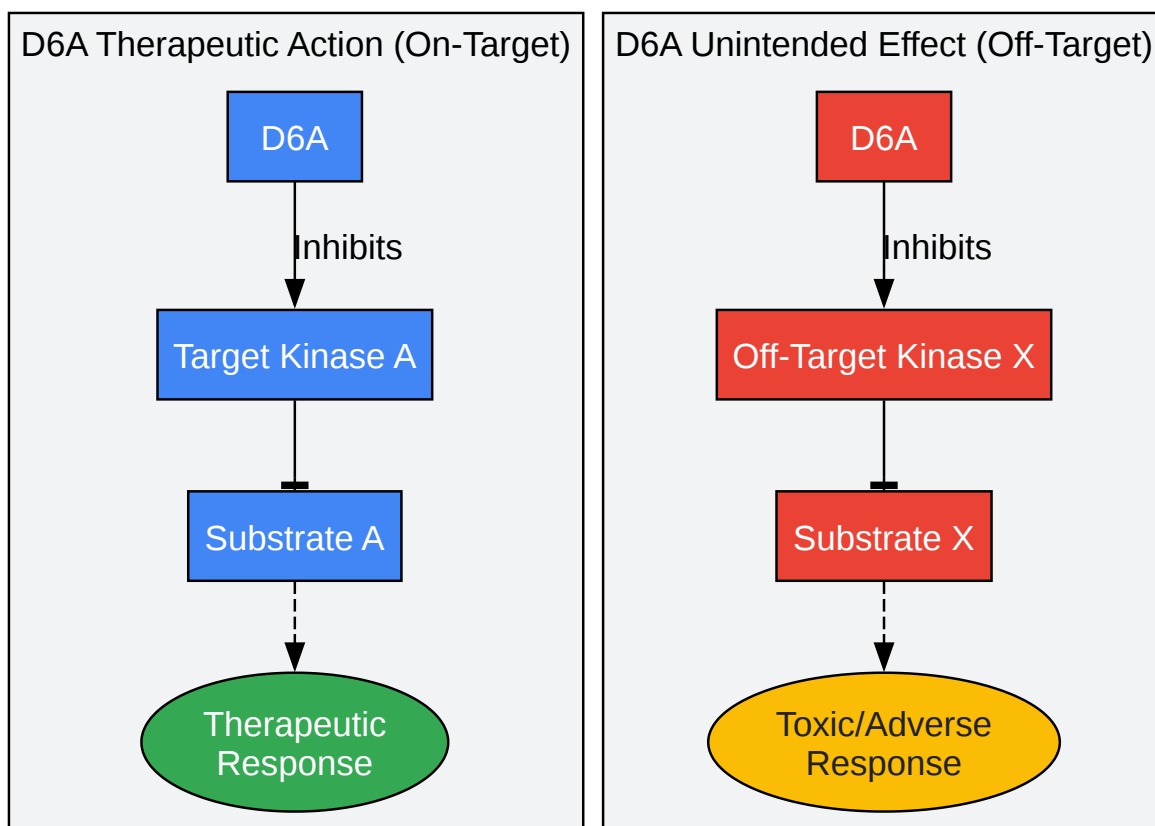 D6A Therapeutic Action (On-Target)
D6A
Inhibits
Target Kinase A
Substrate A
Therapeutic
Response
D6A Unintended Effect (Off-Target)
D6A
Inhibits
Off-Target Kinase X
Substrate X
Toxic/Adverse
Response